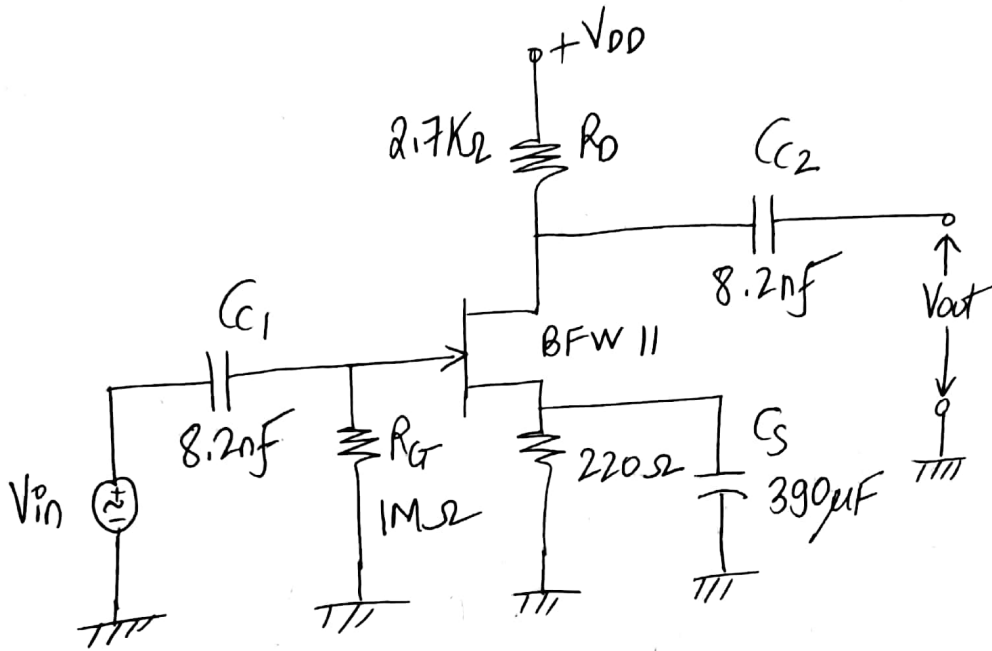 +VDD
2.7KΩ
RD
CC2
8.2nf
Vout
CC1
BFW 11
8.2nf
RG
1MΩ
220Ω
CS
390μF
Vin